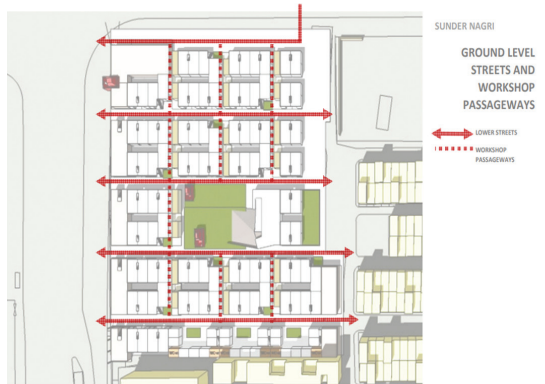 SUNDER NAGRI
GROUND LEVEL
STREETS AND
WORKSHOP
PASSAGEWAYS
LOWER STREETS
WORKSHOP
PASSAGEWAYS